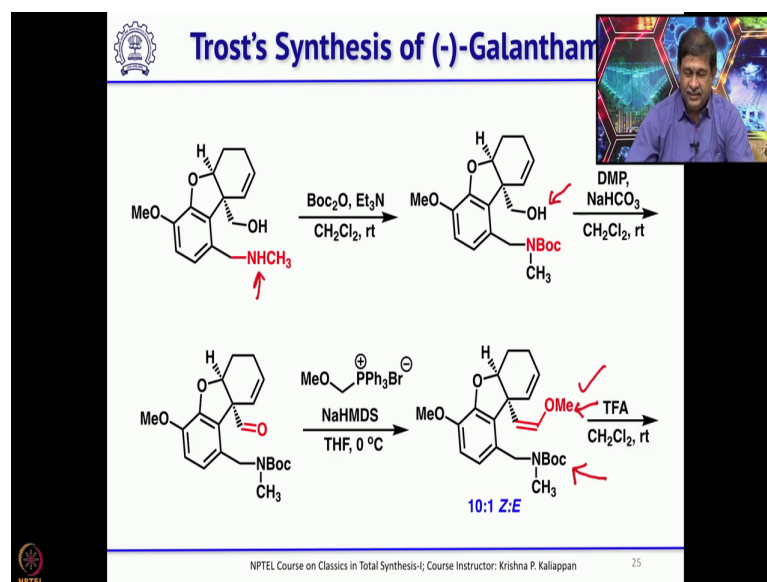 Trost's Synthesis of (-)-Galantham
H
O
MeO
OH
NHCH3
Boc2O, Et3N
CH2Cl2, rt
H
O
MeO
OH
NBoc
CH3
DMP,
NaHCO3
CH2Cl2, rt
H
O
MeO
O
NBoc
CH3
MeO PPh3Br
+ -
NaHMDS
THF, 0 °C
H
O
MeO
OMe
NBoc
CH3
10:1 Z:E
TFA
CH2Cl2, rt
NPTEL Course on Classics in Total Synthesis-I; Course Instructor: Krishna P. Kaliappan
25
NPTEL